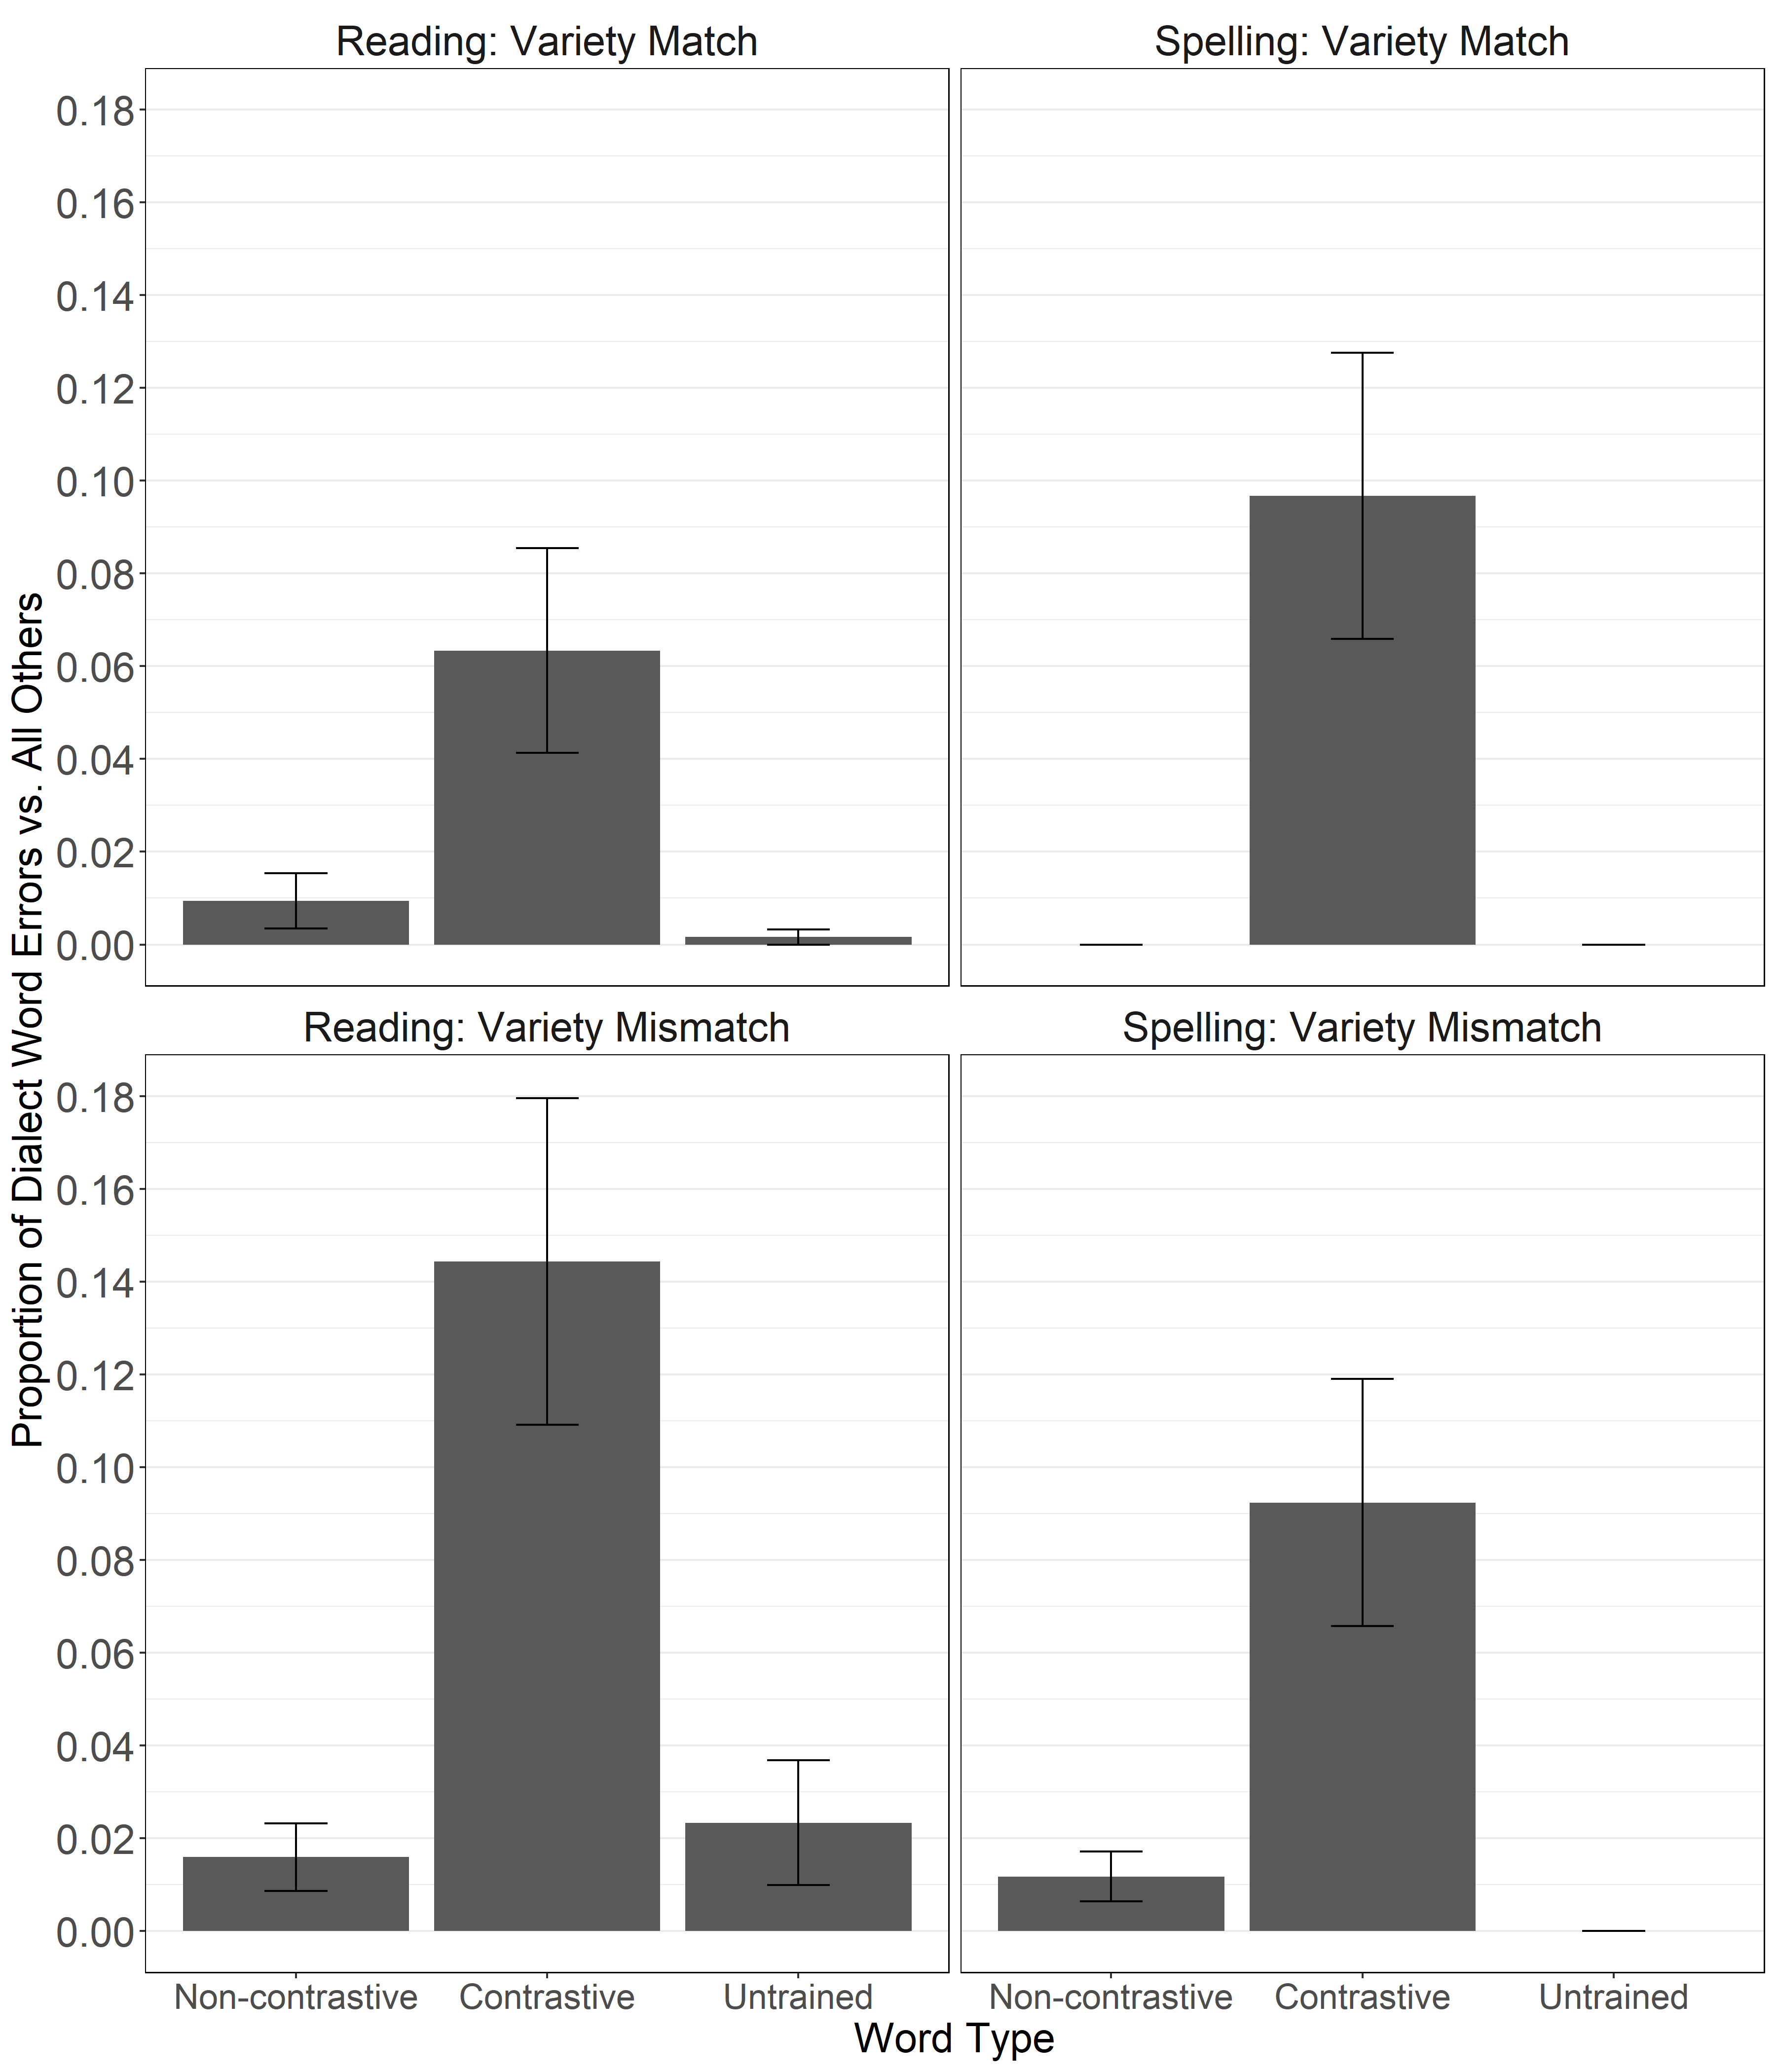 Reading: Variety Match
Spelling: Variety Match
Proportion of Dialect Word Errors vs. All Others
0.18
0.16
0.14
0.12
0.10
0.08
0.06
0.04
0.02
0.00
Reading: Variety Mismatch
Spelling: Variety Mismatch
0.18
0.16
0.14
0.12
0.10
0.08
0.06
0.04
0.02
0.00
Non-contrastive Contrastive Untrained
Non-contrastive Contrastive Untrained
Word Type